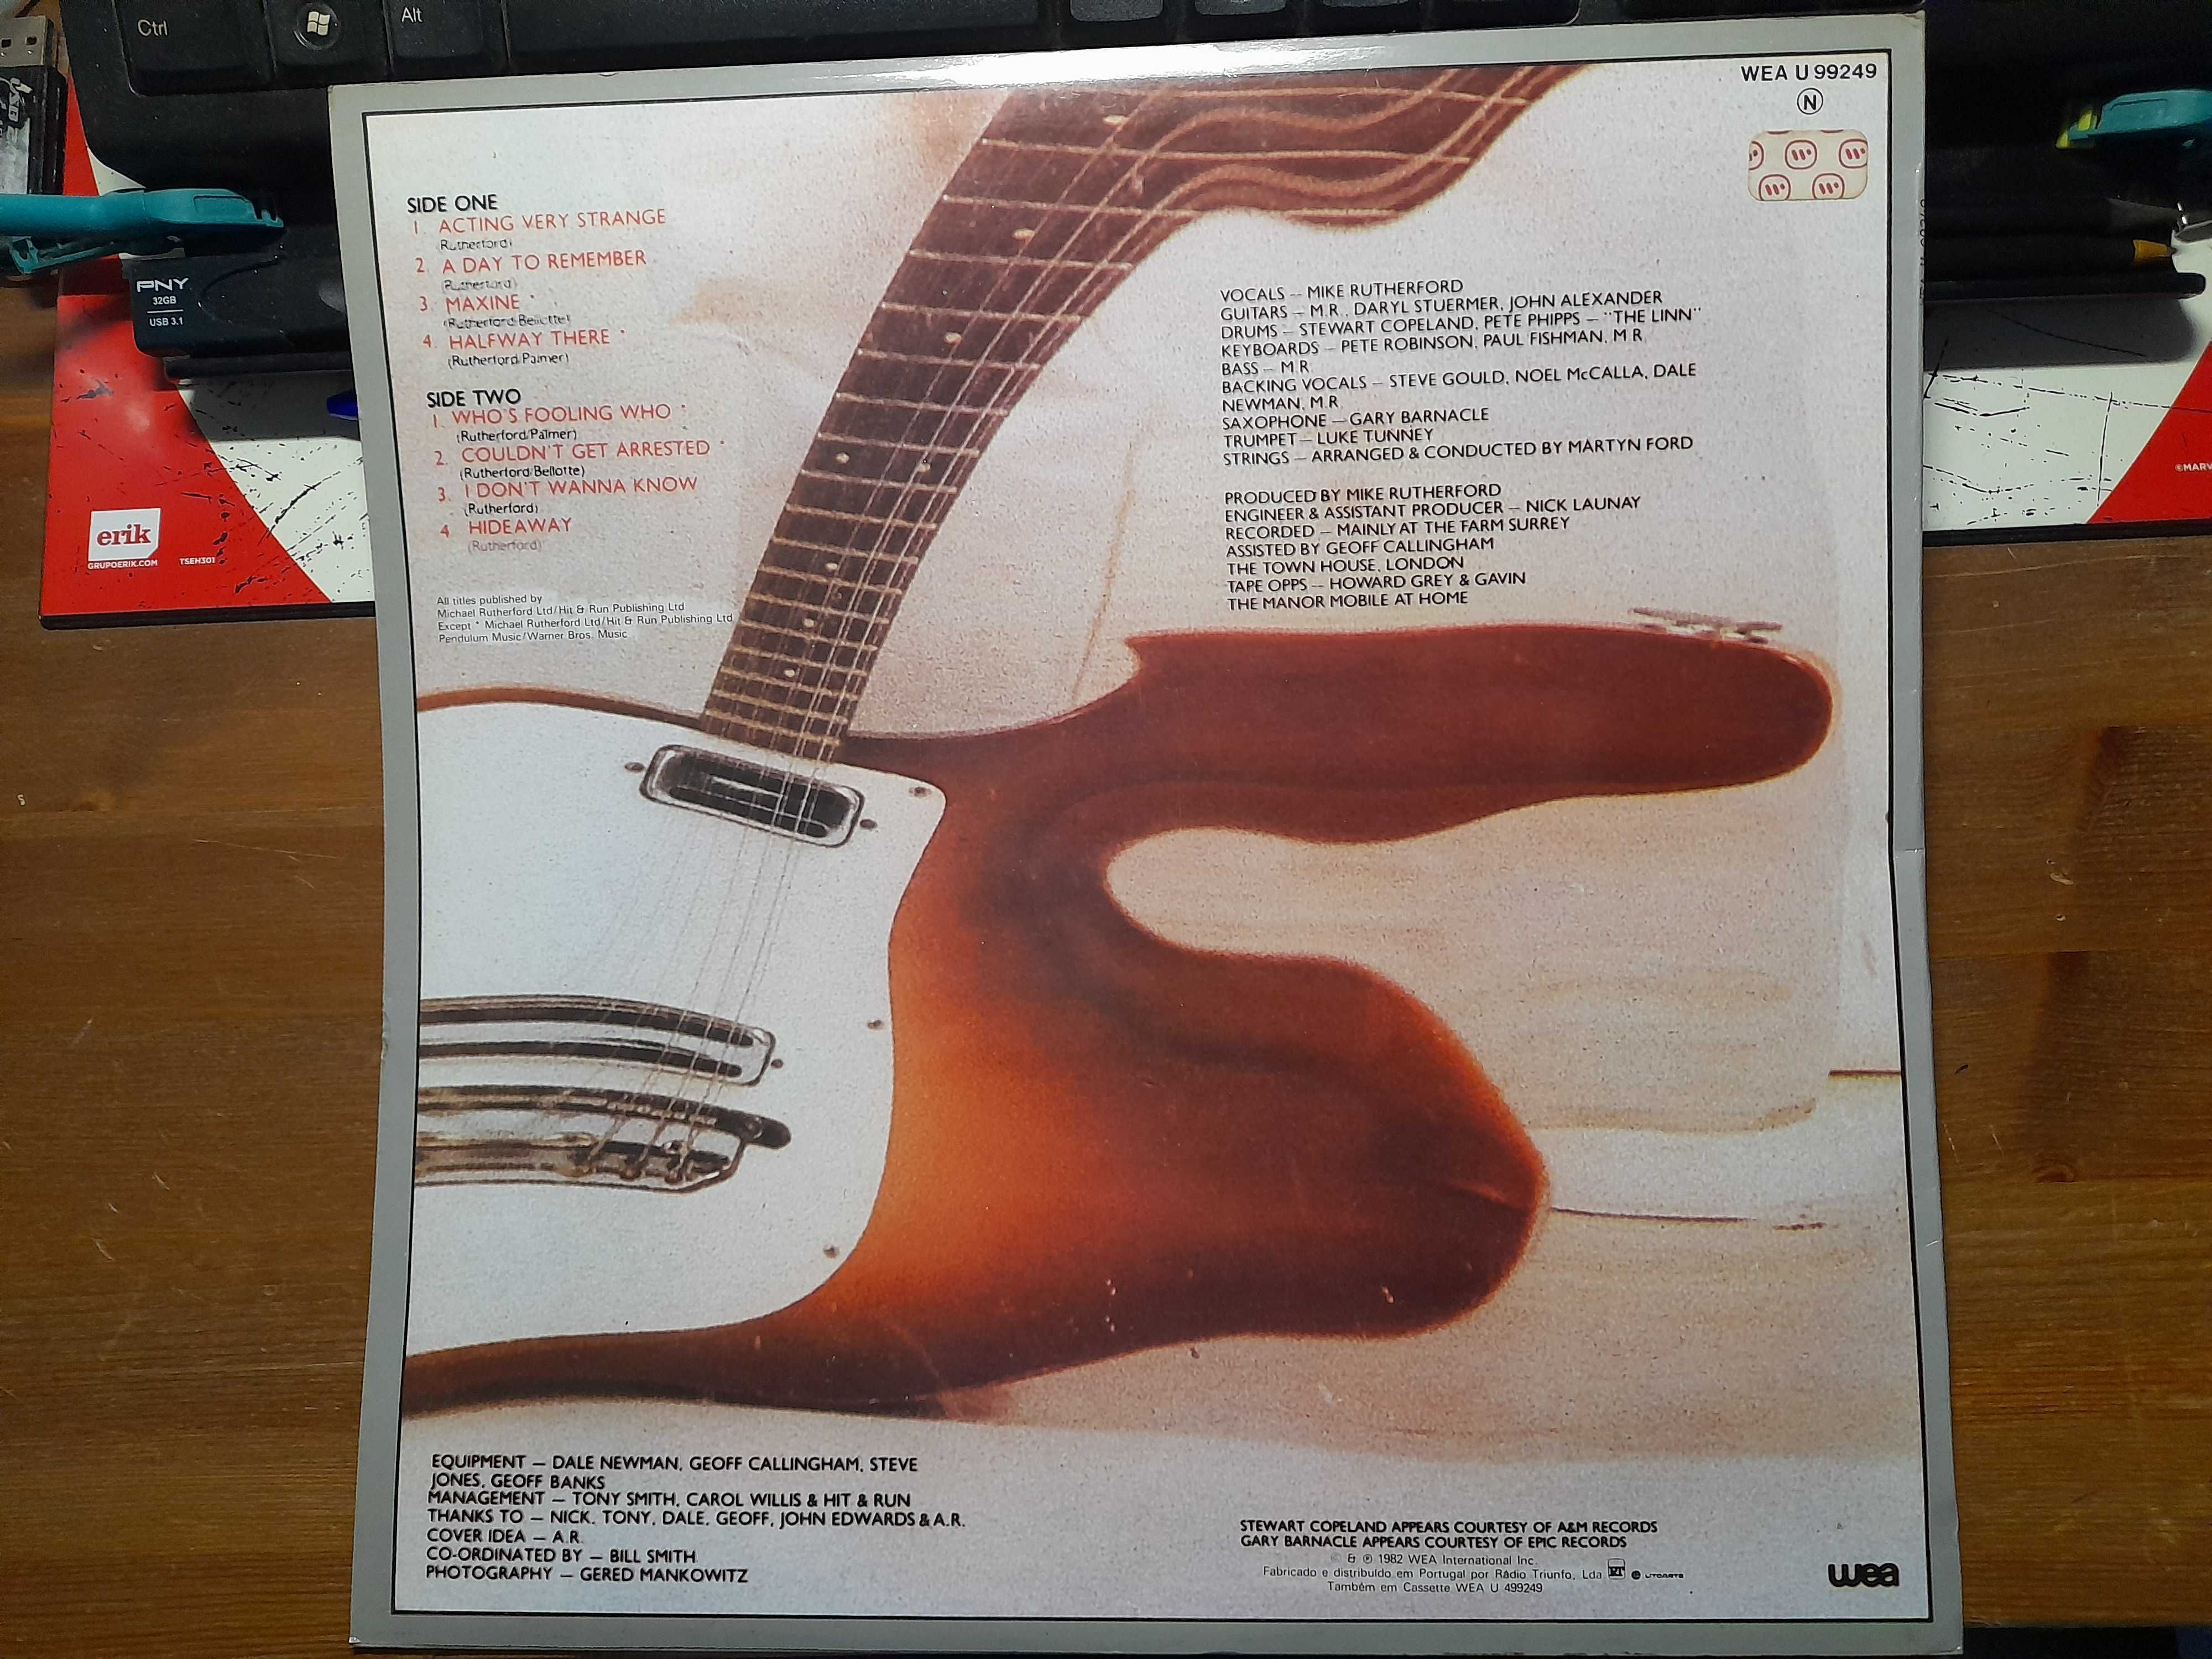 Ctrl
Alt
WEA U 99249
N
SIDE ONE
1. ACTING VERY STRANGE
(Rutherford)
2. A DAY TO REMEMBER
(Rutherford)
3. MAXINE *
(Rutherford/Bellotte)
4. HALFWAY THERE *
(Rutherford/Palmer)
SIDE TWO
1. WHO'S FOOLING WHO *
(Rutherford/Palmer)
2. COULDN'T GET ARRESTED *
(Rutherford/Bellotte)
3. I DON'T WANNA KNOW
(Rutherford)
4 HIDEAWAY
(Rutherford)
All titles published by
Michael Rutherford Ltd/Hit & Run Publishing Ltd
Except * Michael Rutherford Ltd/Hit & Run Publishing Ltd
Pendulum Music/Warner Bros. Music
VOCALS — MIKE RUTHERFORD
GUITARS — M.R., DARYL STUERMER, JOHN ALEXANDER
DRUMS — STEWART COPELAND, PETE PHIPPS — "THE LINN"
KEYBOARDS — PETE ROBINSON, PAUL FISHMAN, M.R.
BASS — M.R.
BACKING VOCALS — STEVE GOULD, NOEL McCALLA, DALE
NEWMAN, M.R.
SAXOPHONE — GARY BARNACLE
TRUMPET — LUKE TUNNEY
STRINGS — ARRANGED & CONDUCTED BY MARTYN FORD
PRODUCED BY MIKE RUTHERFORD
ENGINEER & ASSISTANT PRODUCER — NICK LAUNAY
RECORDED — MAINLY AT THE FARM SURREY
ASSISTED BY GEOFF CALLINGHAM
THE TOWN HOUSE, LONDON
TAPE OPPS — HOWARD GREY & GAVIN
THE MANOR MOBILE AT HOME
EQUIPMENT — DALE NEWMAN, GEOFF CALLINGHAM, STEVE
JONES, GEOFF BANKS
MANAGEMENT — TONY SMITH, CAROL WILLIS & HIT & RUN
THANKS TO — NICK, TONY, DALE, GEOFF, JOHN EDWARDS & A.R.
COVER IDEA — A.R.
CO-ORDINATED BY — BILL SMITH
PHOTOGRAPHY — GERED MANKOWITZ
STEWART COPELAND APPEARS COURTESY OF A&M RECORDS
GARY BARNACLE APPEARS COURTESY OF EPIC RECORDS
© & ℗ 1982 WEA International Inc.
Fabricado e distribuído em Portugal por Rádio Triunfo, Lda
Também em Cassette WEA U 499249
wea
PNY
32GB
USB 3.1
erik
GRUPOERIK.COM TSEH301
©MARV